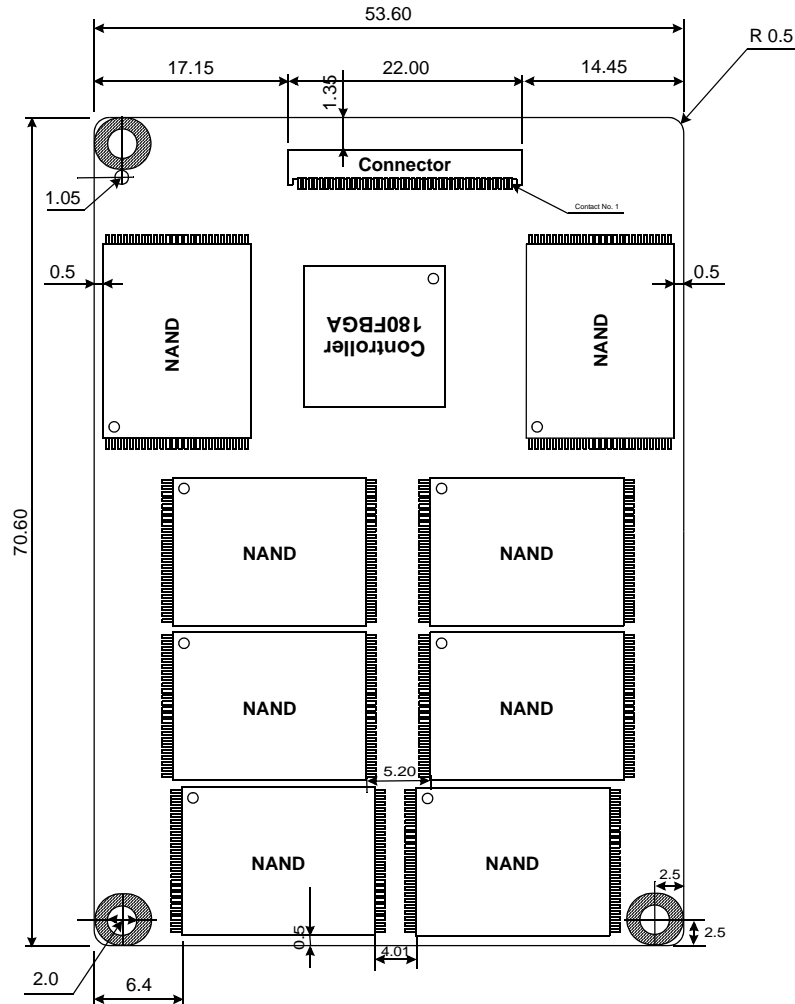 53.60
R 0.5
17.15
22.00
14.45
1.35
Connector
Contact No. 1
1.05
0.5
0.5
NAND
Controller
180FBGA
NAND
70.60
NAND
NAND
NAND
NAND
5.20
NAND
NAND
2.5
2.5
0.5
4.01
2.0
6.4